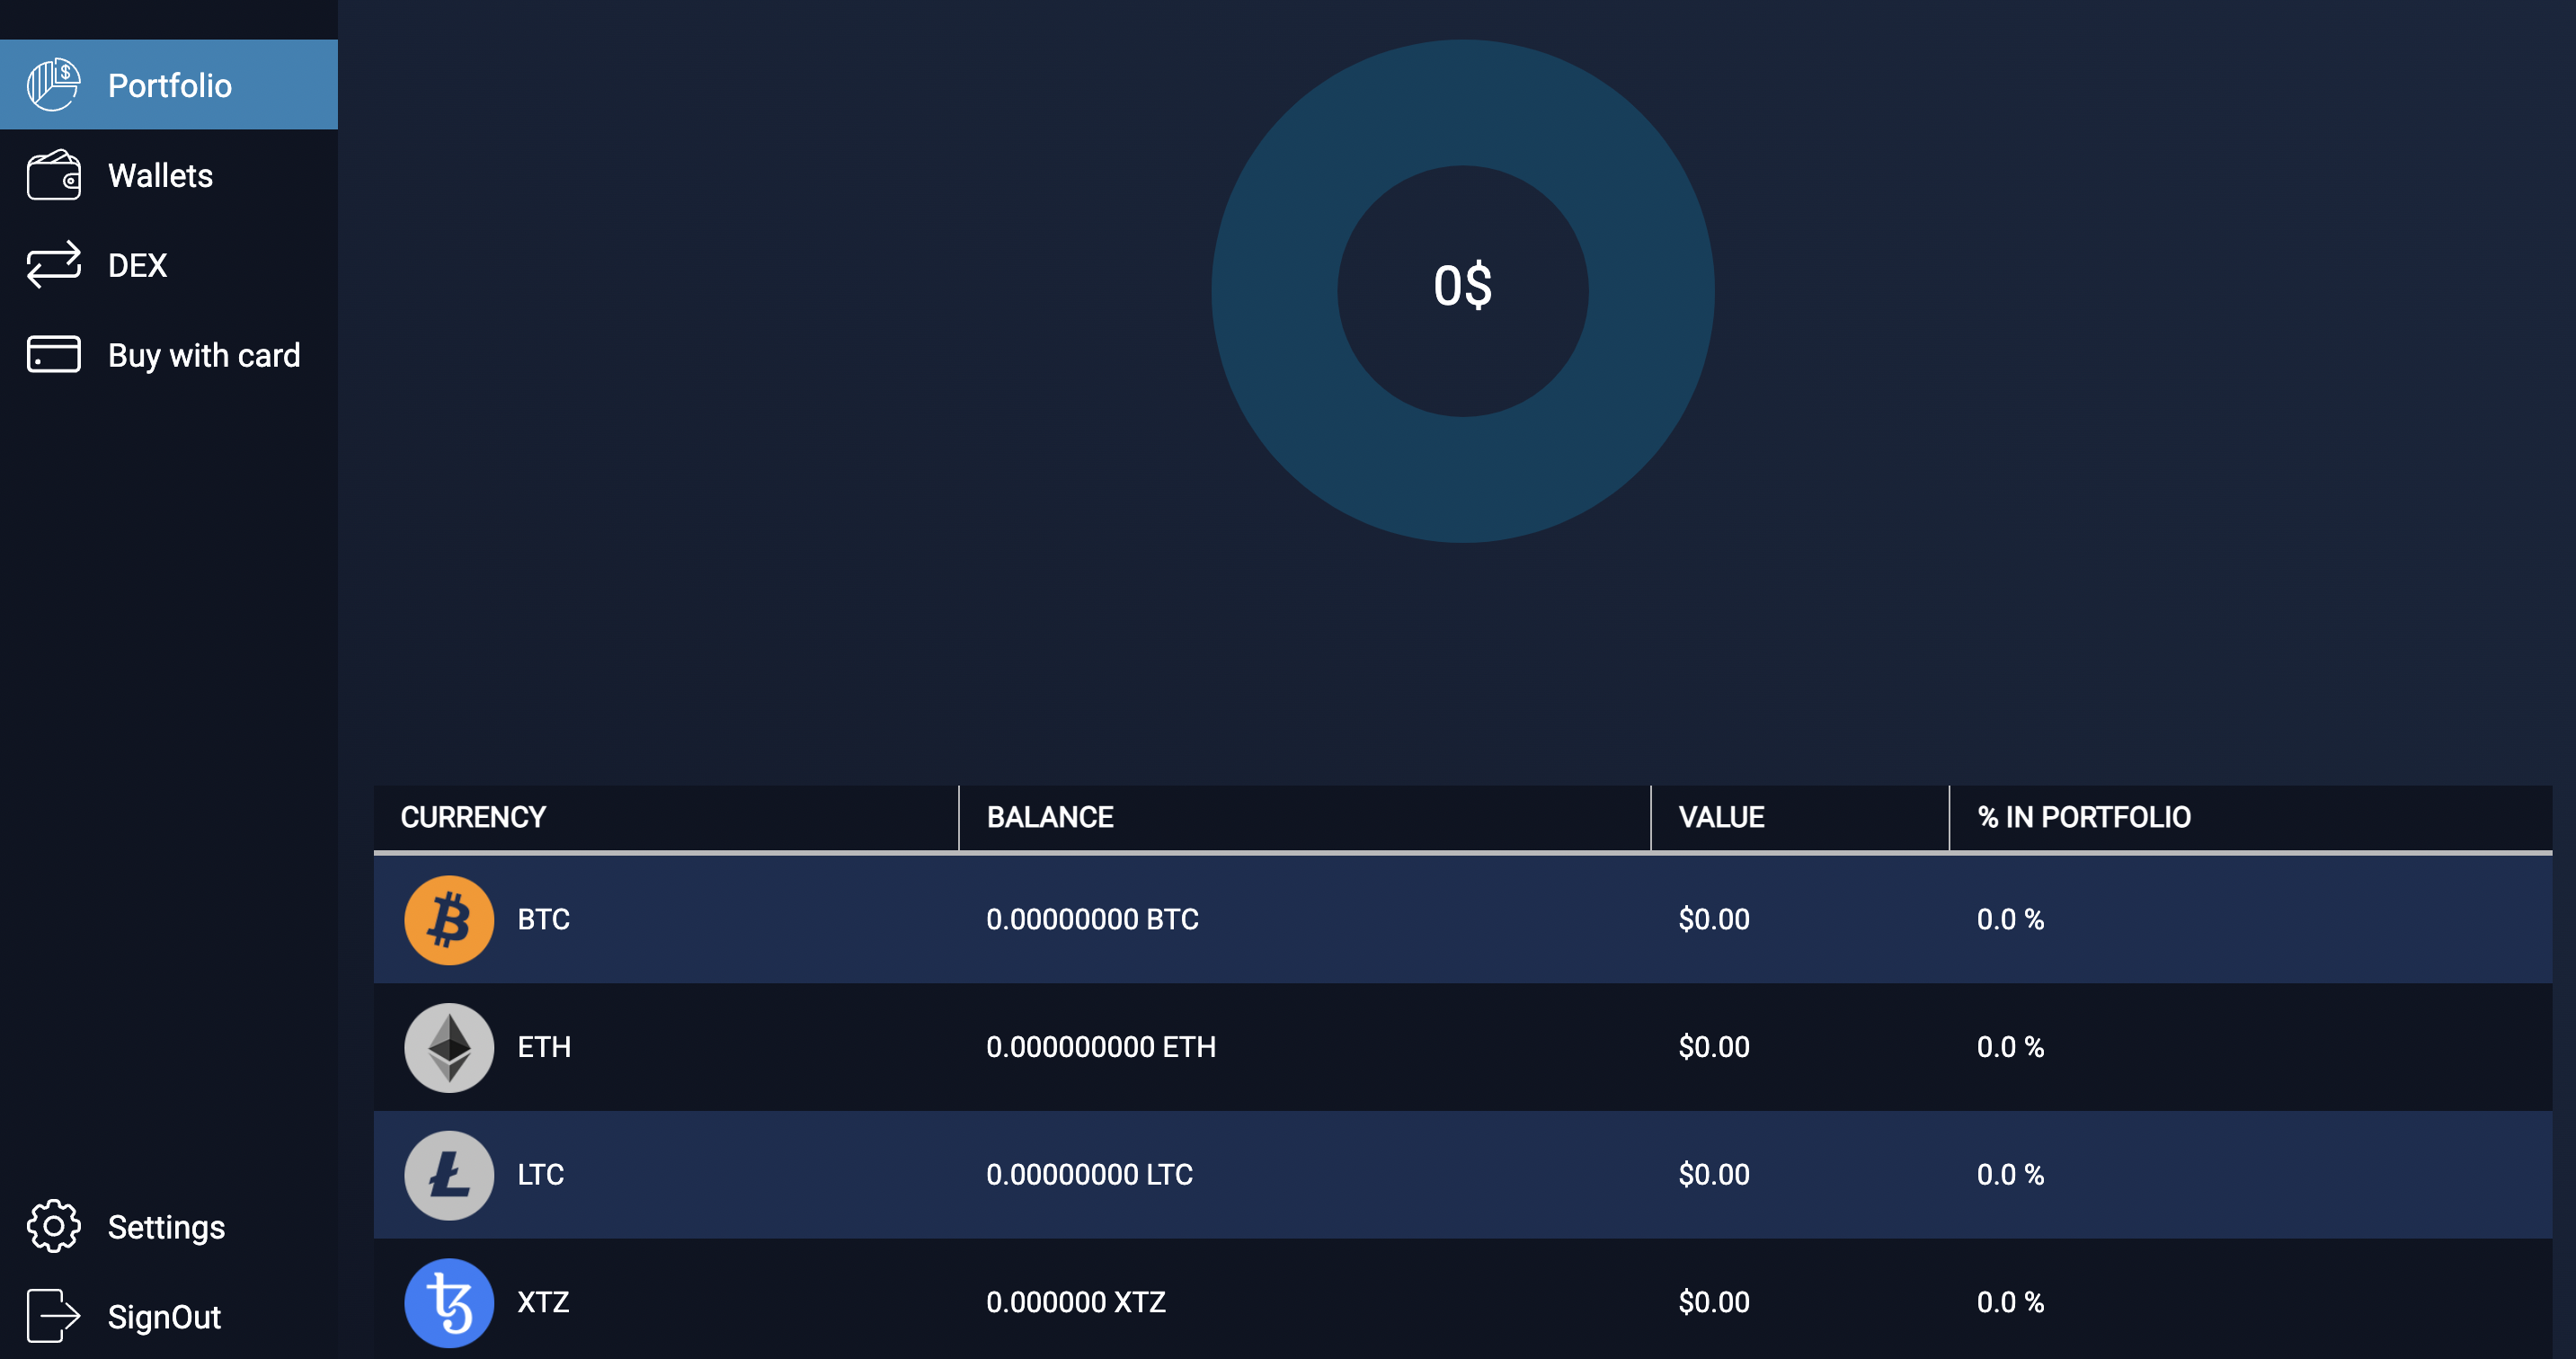 Portfolio
Wallets
DEX
Buy with card
Settings
SignOut
0$
CURRENCY BALANCE VALUE % IN PORTFOLIO
BTC 0.00000000 BTC $0.00 0.0 %
ETH 0.000000000 ETH $0.00 0.0 %
LTC 0.00000000 LTC $0.00 0.0 %
XTZ 0.000000 XTZ $0.00 0.0 %